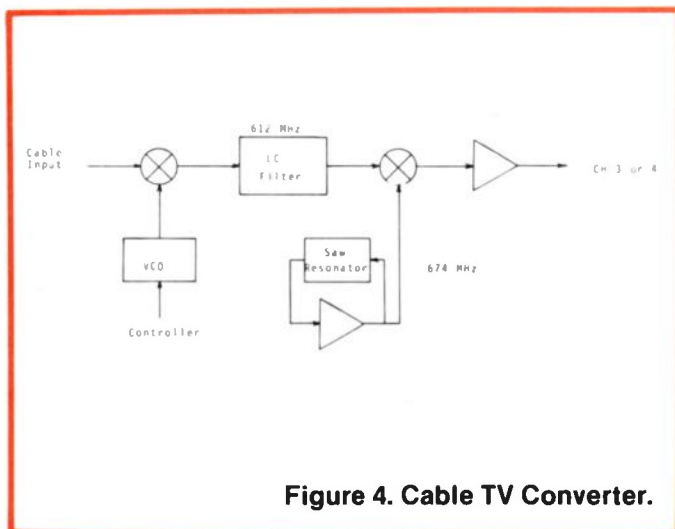 612 MHz
Cable
Input
LC
Filter
CH 3 or 4
VCO
Saw
Resonator
674 MHz
Controller
Figure 4. Cable TV Converter.